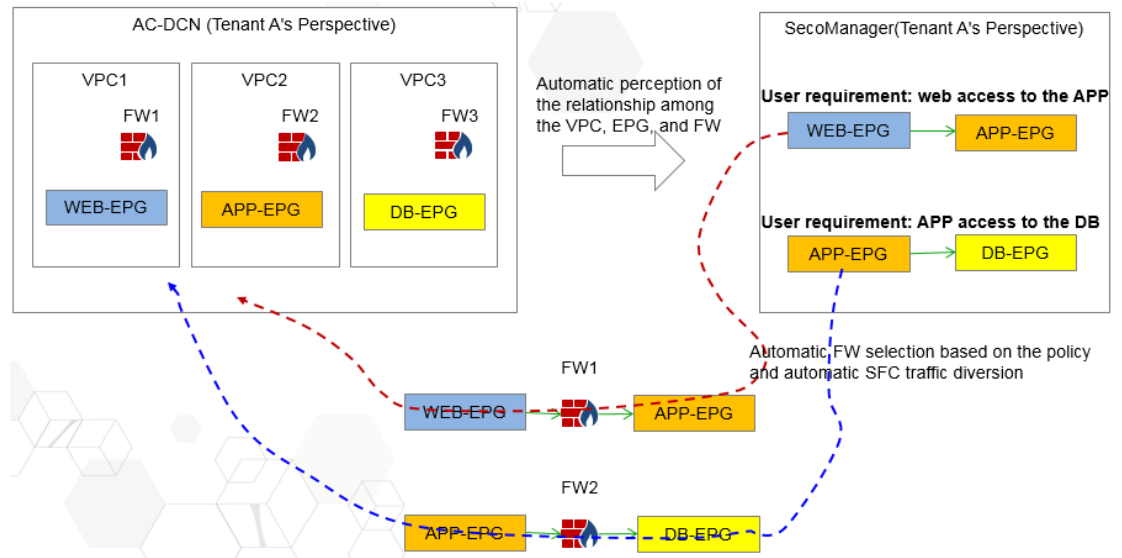 AC-DCN (Tenant A's Perspective)
VPC1
VPC2
VPC3
FW1
FW2
FW3
WEB-EPG
APP-EPG
DB-EPG
Automatic perception of
the relationship among
the VPC, EPG, and FW
SecoManager(Tenant A's Perspective)
User requirement: web access to the APP
WEB-EPG
APP-EPG
User requirement: APP access to the DB
APP-EPG
DB-EPG
Automatic FW selection based on the policy
and automatic SFC traffic diversion
FW1
WEB-EPG
APP-EPG
FW2
APP-EPG
DB-EPG